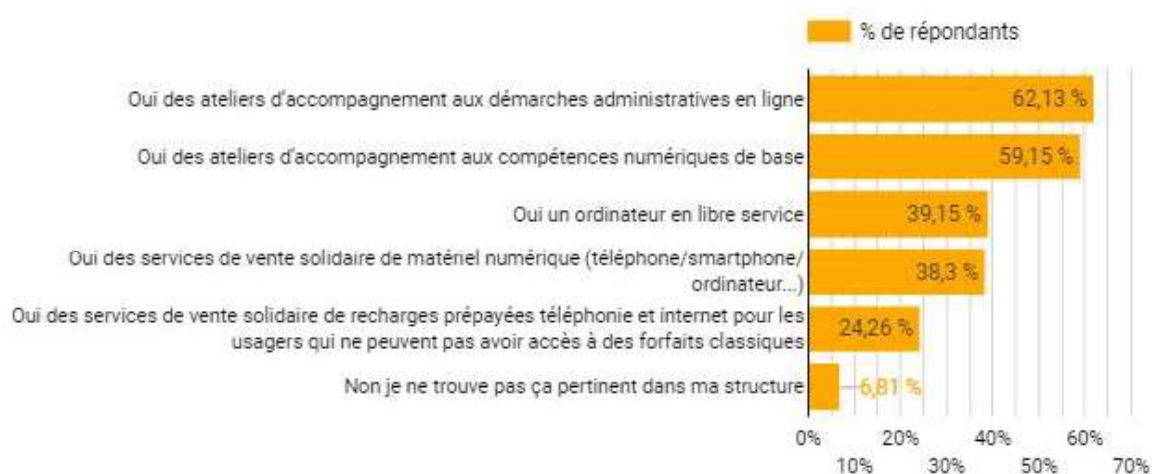 % de répondants
Oui des ateliers d'accompagnement aux démarches administratives en ligne
62,13 %
Oui des ateliers d'accompagnement aux compétences numériques de base
59,15 %
Oui un ordinateur en libre service
39,15 %
Oui des services de vente solidaire de matériel numérique (téléphone/smartphone/
ordinateur...)
38,3 %
Oui des services de vente solidaire de recharges prépayées téléphonie et internet pour les
usagers qui ne peuvent pas avoir accès à des forfaits classiques
24,26 %
Non je ne trouve pas ça pertinent dans ma structure
6,81 %
0% 20% 40% 60%
10% 30% 50% 70%